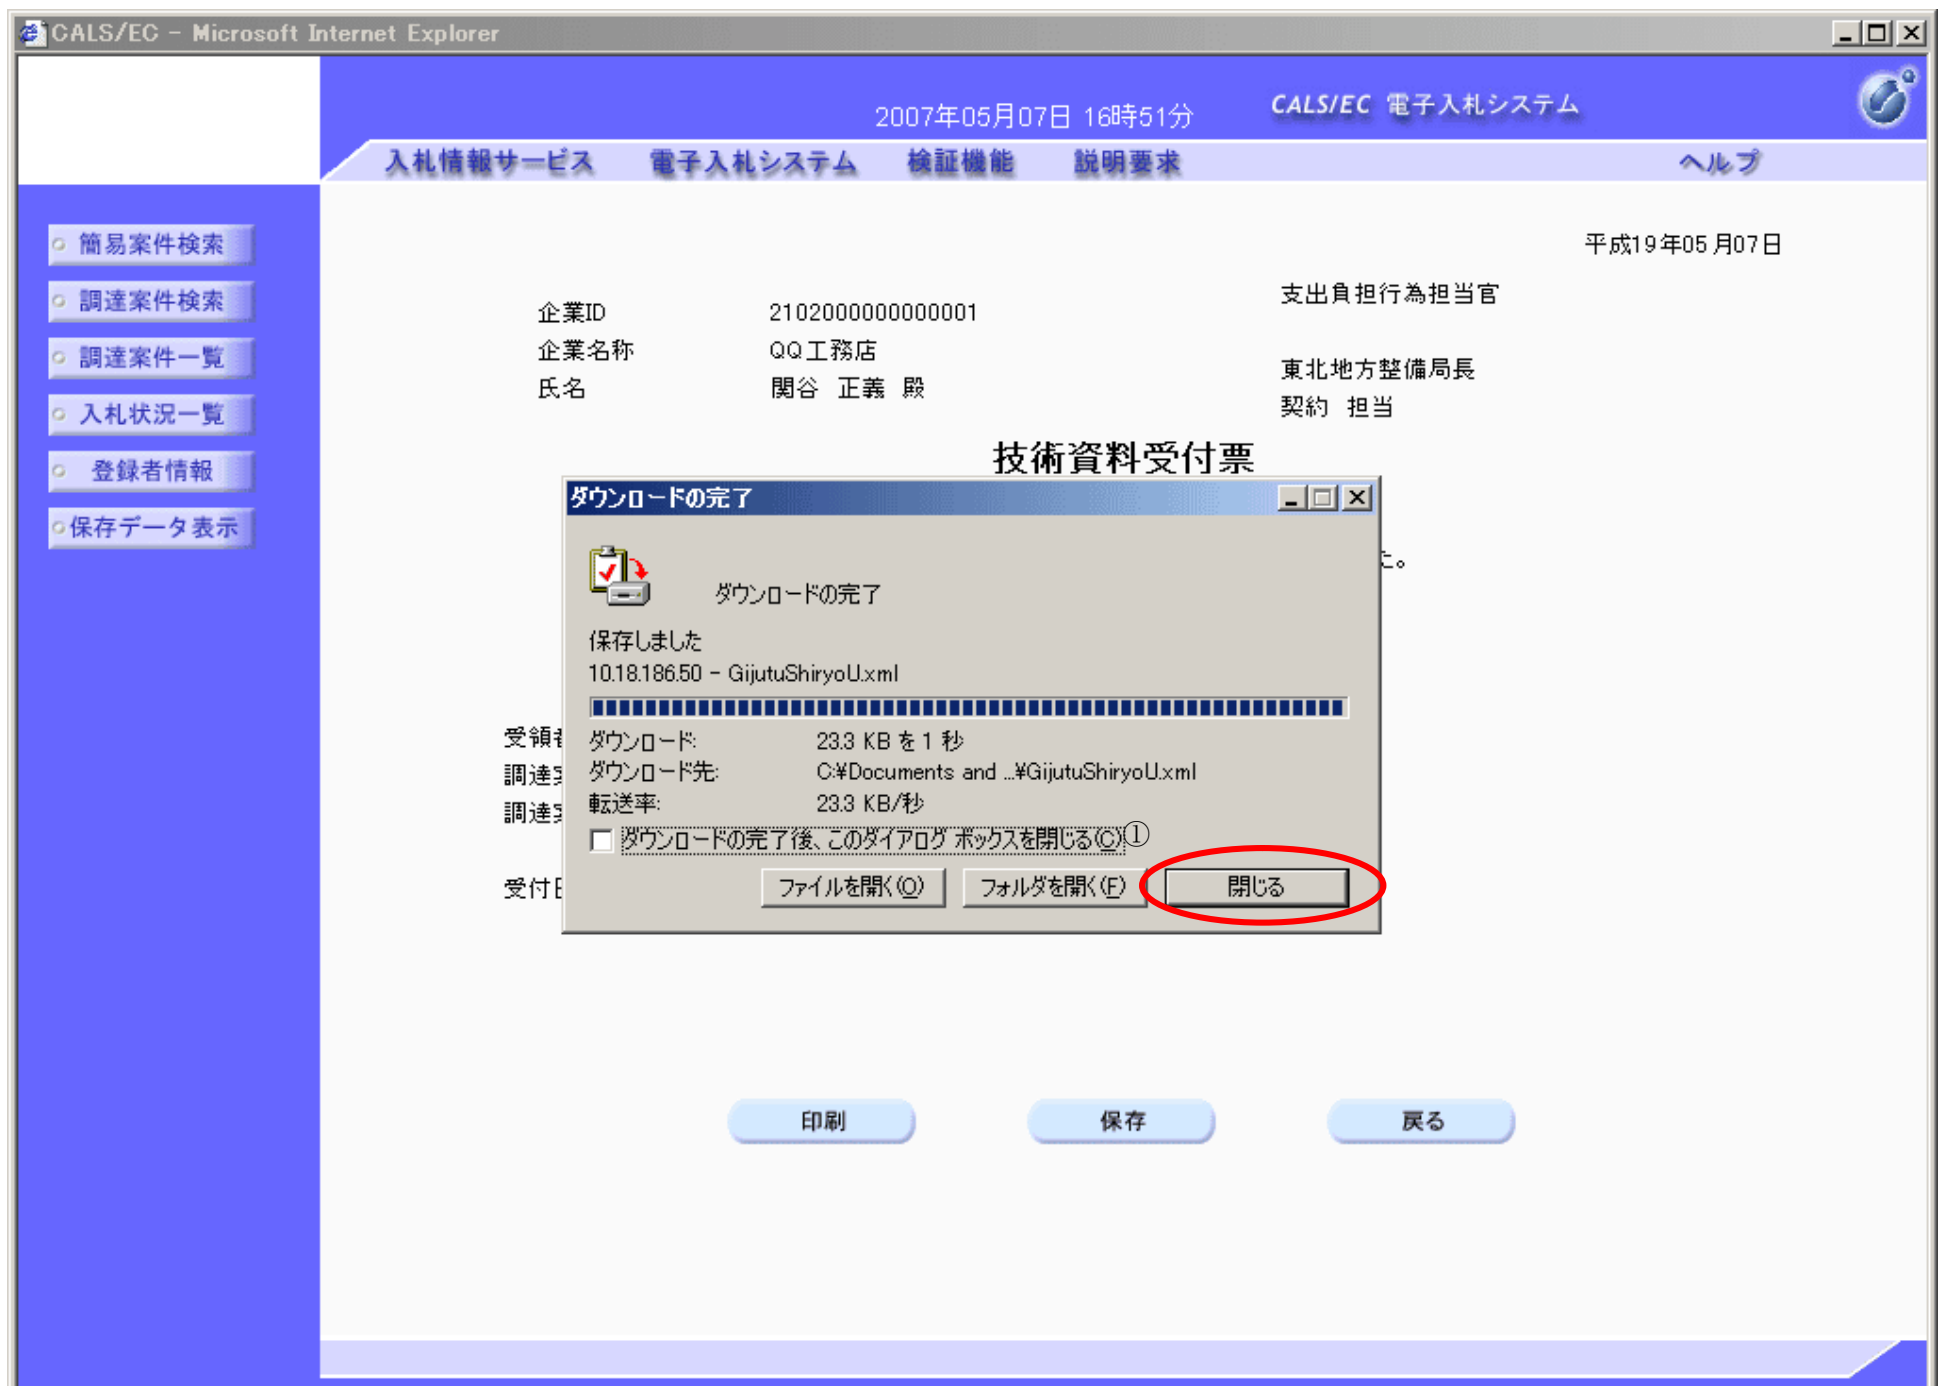 CALS/EC - Microsoft Internet Explorer
2007年05月07日 16時51分
CALS/EC 電子入札システム
入札情報サービス 電子入札システム 検証機能 説明要求 ヘルプ
簡易案件検索
調達案件検索
調達案件一覧
入札状況一覧
登録者情報
保存データ表示
平成19年05月07日
支出負担行為担当官
企業ID 2102000000000001
企業名称 QQ工務店
東北地方整備局長
氏名 関谷 正義 殿
契約 担当
技術資料受付票
た。
ダウンロードの完了
ダウンロードの完了
保存しました
10.18.186.50 - GijutuShiryoU.xml
受領
ダウンロード: 23.3 KB を 1 秒
調達
ダウンロード先: C:¥Documents and ...¥GijutuShiryoU.xml
調達
転送率: 23.3 KB/秒
ダウンロードの完了後、このダイアログ ボックスを閉じる(C)
①
受付
ファイルを開く(O) フォルダを開く(F) 閉じる
印刷 保存 戻る